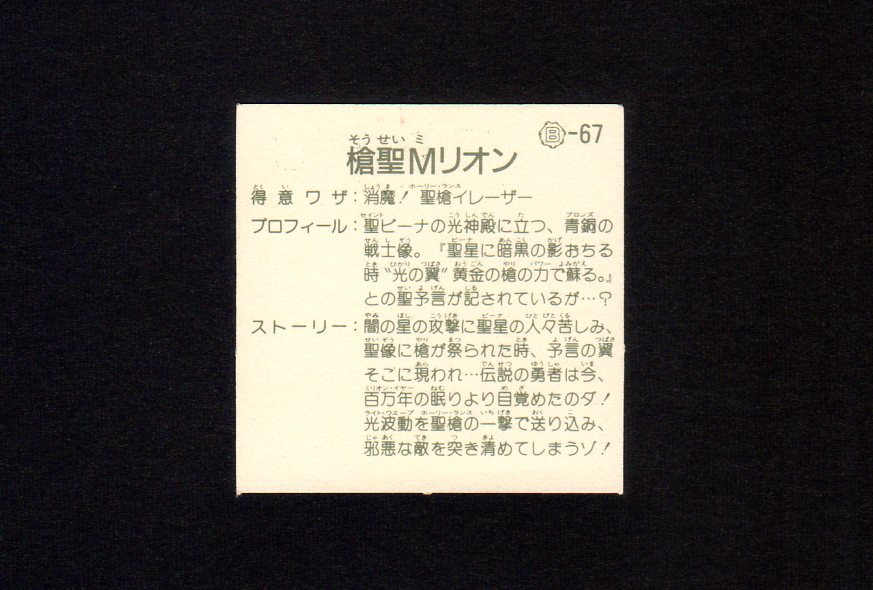 Ⓑ-67
槍聖Mリオン
得意ワザ：消魔！ 聖槍イレーザー
プロフィール：聖ビーナの光神殿に立つ、青銅の
戦士像。『聖星に暗黒の影おちる
時"光の翼"黄金の槍の力で蘇る。』
との聖予言が記されているが…？
ストーリー：闇の星の攻撃に聖星の人々苦しみ、
聖像に槍が祭られた時、予言の翼
そこに現われ…伝説の勇者は今、
百万年の眠りより目覚めたのダ！
光波動を聖槍の一撃で送り込み、
邪悪な敵を突き清めてしまうゾ！